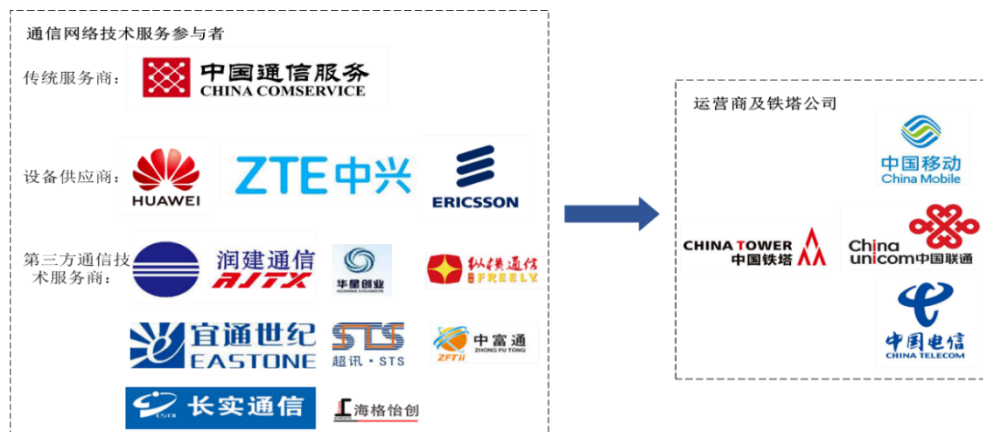 通信网络技术服务参与者
传统服务商：
中国通信服务
CHINA COMSERVICE
设备供应商：
HUAWEI
ZTE中兴
ERICSSON
第三方通信技
术服务商：
润建通信
RJTX
华星创业
纵横通信
FREELY
宜通世纪
EASTONE
STS
超讯·STS
中富通
ZFTii
ZHONG FU TONG
长实通信
海格怡创
运营商及铁塔公司
中国移动
China Mobile
CHINA TOWER
中国铁塔
China
unicom中国联通
中国电信
CHINA TELECOM